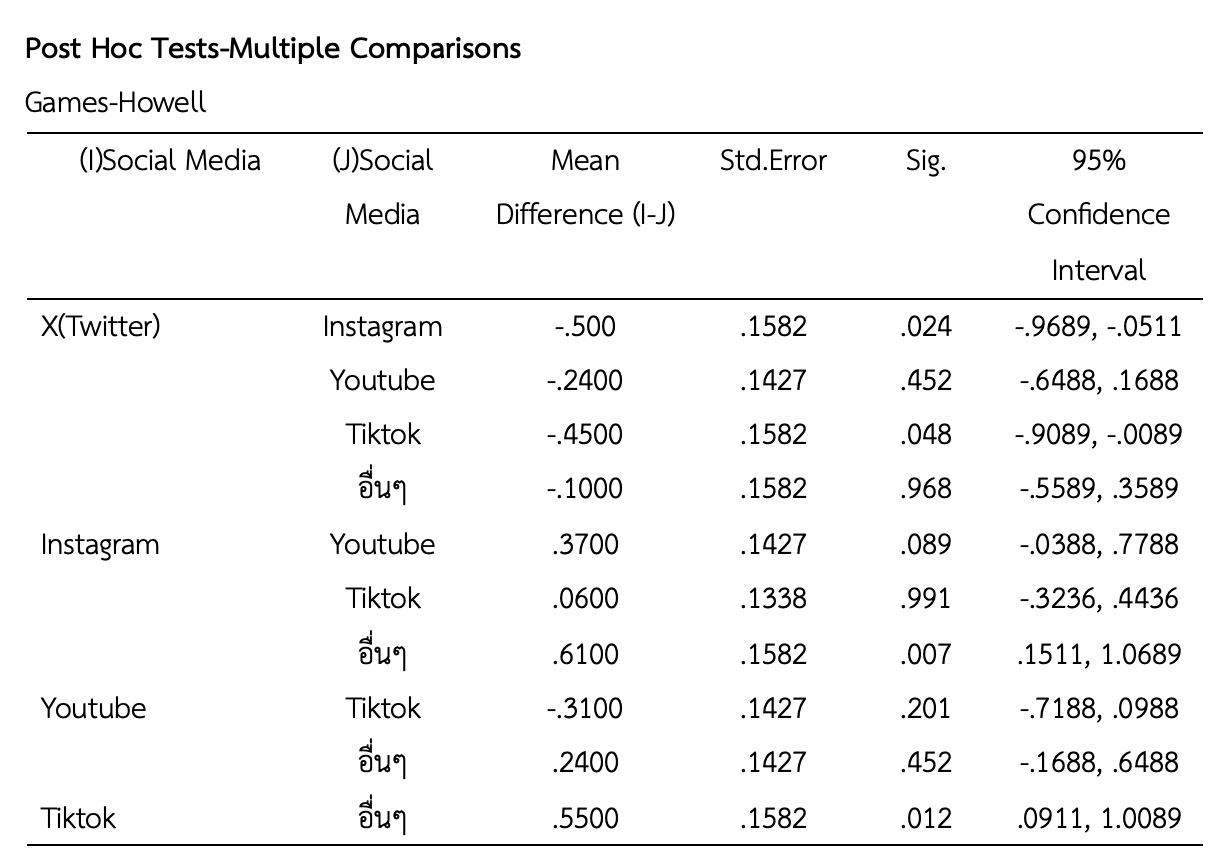 Post Hoc Tests-Multiple Comparisons
Games-Howell
(I)Social Media (J)Social Mean Std.Error Sig. 95%
Media Difference (I-J) Confidence
Interval
X(Twitter) Instagram -.500 .1582 .024 -.9689, -.0511
Youtube -.2400 .1427 .452 -.6488, .1688
Tiktok -.4500 .1582 .048 -.9089, -.0089
อื่นๆ -.1000 .1582 .968 -.5589, .3589
Instagram Youtube .3700 .1427 .089 -.0388, .7788
Tiktok .0600 .1338 .991 -.3236, .4436
อื่นๆ .6100 .1582 .007 .1511, 1.0689
Youtube Tiktok -.3100 .1427 .201 -.7188, .0988
อื่นๆ .2400 .1427 .452 -.1688, .6488
Tiktok อื่นๆ .5500 .1582 .012 .0911, 1.0089